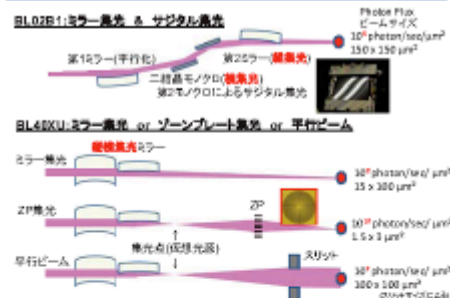 BL02B1:ミラー集光 & サジタル集光
Photon Flux
ビームサイズ
photon/sec/μm²
150 x 150 μm²
第1ミラー(平行化)
第2ミラー(縦集光)
二結晶モノクロ(横集光)
第2モノクロによるサジタル集光
BL40XU:ミラー集光 or ゾーンプレート集光 or 平行ビーム
縦横集光ミラー
ミラー集光
photon/sec/μm²
15 x 100 μm²
ZP集光
ZP
photon/sec/μm²
1.5 x 3 μm²
集光点(仮想光源)
平行ビーム
スリット
photon/sec/μm²
100 x 100 μm²